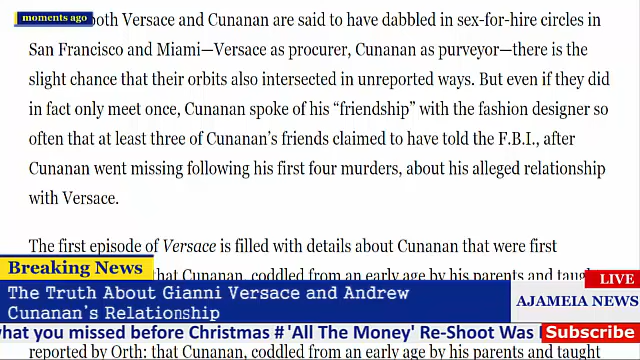 moments ago
both Versace and Cunanan are said to have dabbled in sex-for-hire circles in
San Francisco and Miami—Versace as procurer, Cunanan as purveyor—there is the
slight chance that their orbits also intersected in unreported ways. But even if they did
in fact only meet once, Cunanan spoke of his “friendship” with the fashion designer so
often that at least three of Cunanan’s friends claimed to have told the F.B.I., after
Cunanan went missing following his first four murders, about his alleged relationship
with Versace.
The first episode of Versace is filled with details about Cunanan that were first
that Cunanan, coddled from an early age by his parents and
Breaking News
LIVE
The Truth About Gianni Versace and Andrew
Cunanan's Relationship
AJAMEIA NEWS
what you missed before Christmas # 'All The Money' Re-Shoot Was
Subscribe
reported by Orth: that Cunanan, coddled from an early age by his parents and taught